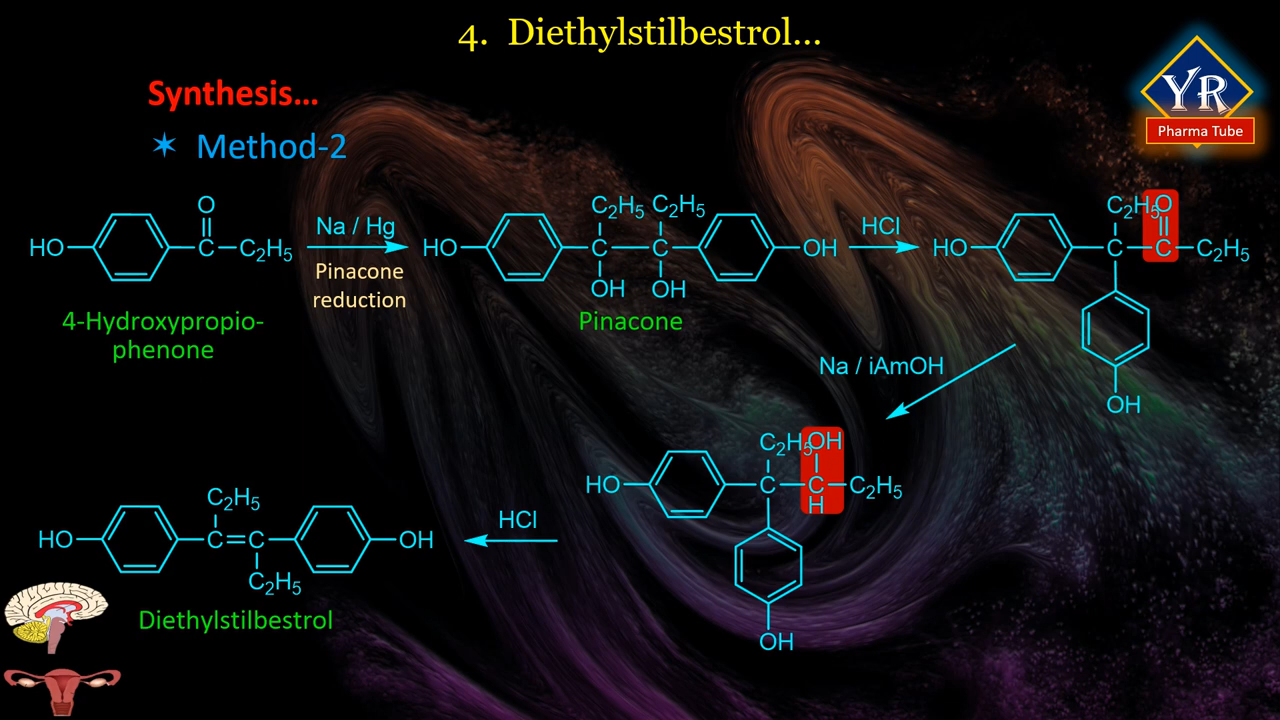 4. Diethylstilbestrol...
YR
Pharma Tube
Synthesis...
✶ Method-2
HO
O
C
C₂H₅
4-Hydroxypropio-
phenone
Na / Hg
Pinacone
reduction
HO
C₂H₅ C₂H₅
C C
OH OH
OH
Pinacone
HCl
HO
C₂H₅ O
C C C₂H₅
OH
Na / iAmOH
HO
C₂H₅ OH
C C C₂H₅
H
OH
HCl
C₂H₅
HO C=C OH
C₂H₅
Diethylstilbestrol